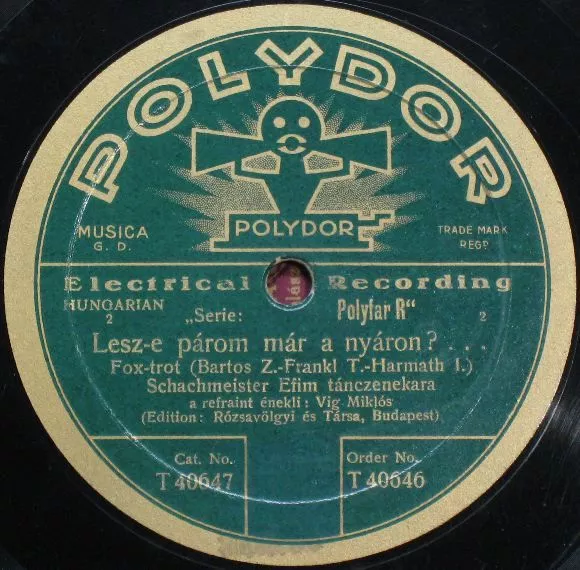 POLYDOR
POLYDOR
MUSICA
G. D.
TRADE MARK
REGD
Electrical Recording
HUNGARIAN
2
„Serie: Polyfar R“
2
Lesz-e párom már a nyáron? . . .
Fox-trot (Bartos Z.-Frankl T.-Harmath I.)
Schachmeister Efim tánczenekara
a refraint énekli: Vig Miklós
(Edition: Rózsavölgyi és Társa, Budapest)
Cat. No.
T 40647
Order No.
T 40646